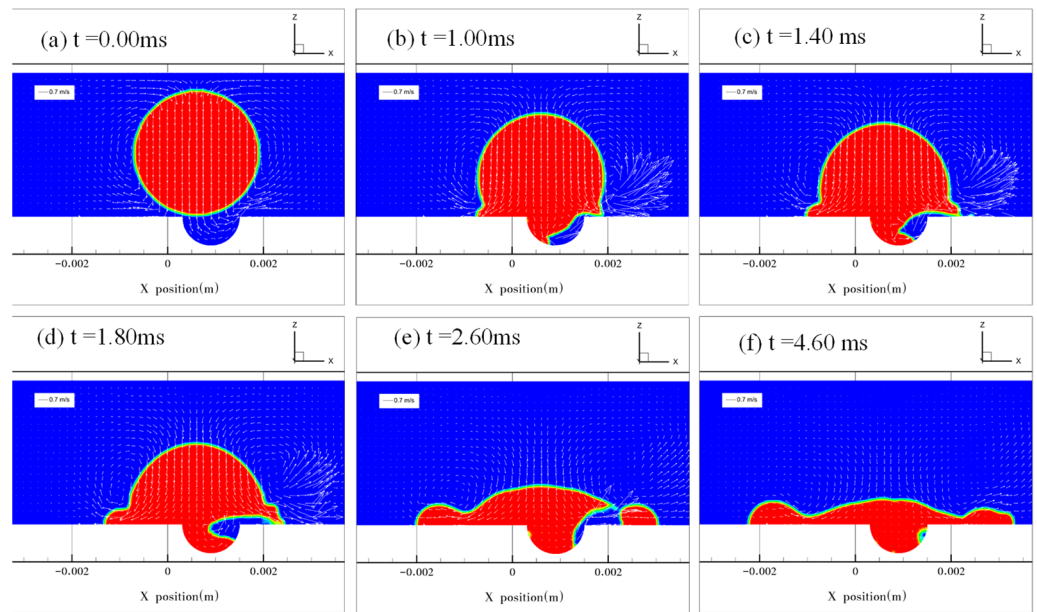 (a) t =0.00ms
Z
X
0.7 m/s
-0.002 0 0.002
X position(m)
(b) t =1.00ms
Z
X
0.7 m/s
-0.002 0 0.002
X position(m)
(c) t =1.40 ms
Z
X
0.7 m/s
-0.002 0 0.002
X position(m)
(d) t =1.80ms
Z
X
0.7 m/s
-0.002 0 0.002
X position(m)
(e) t =2.60ms
Z
X
0.7 m/s
-0.002 0 0.002
X position(m)
(f) t =4.60 ms
Z
X
0.7 m/s
-0.002 0 0.002
X position(m)